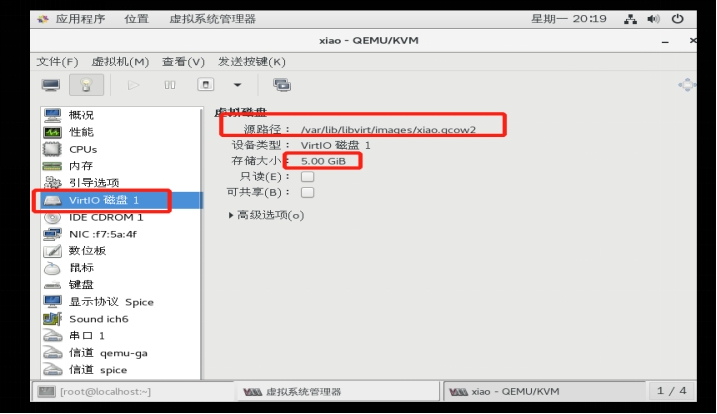 应用程序 位置 虚拟系统管理器 星期一 20:19
xiao - QEMU/KVM
文件(F) 虚拟机(M) 查看(V) 发送按键(K)
概况
性能
CPUs
内存
引导选项
VirtIO 磁盘 1
IDE CDROM 1
NIC :f7:5a:4f
数位板
鼠标
键盘
显示协议 Spice
Sound ich6
串口 1
信道 qemu-ga
信道 spice
虚拟磁盘
源路径: /var/lib/libvirt/images/xiao.qcow2
设备类型: VirtIO 磁盘 1
存储大小: 5.00 GiB
只读(E):
可共享(B):
高级选项(o)
[root@localhost:~] 虚拟系统管理器 xiao - QEMU/KVM 1 / 4